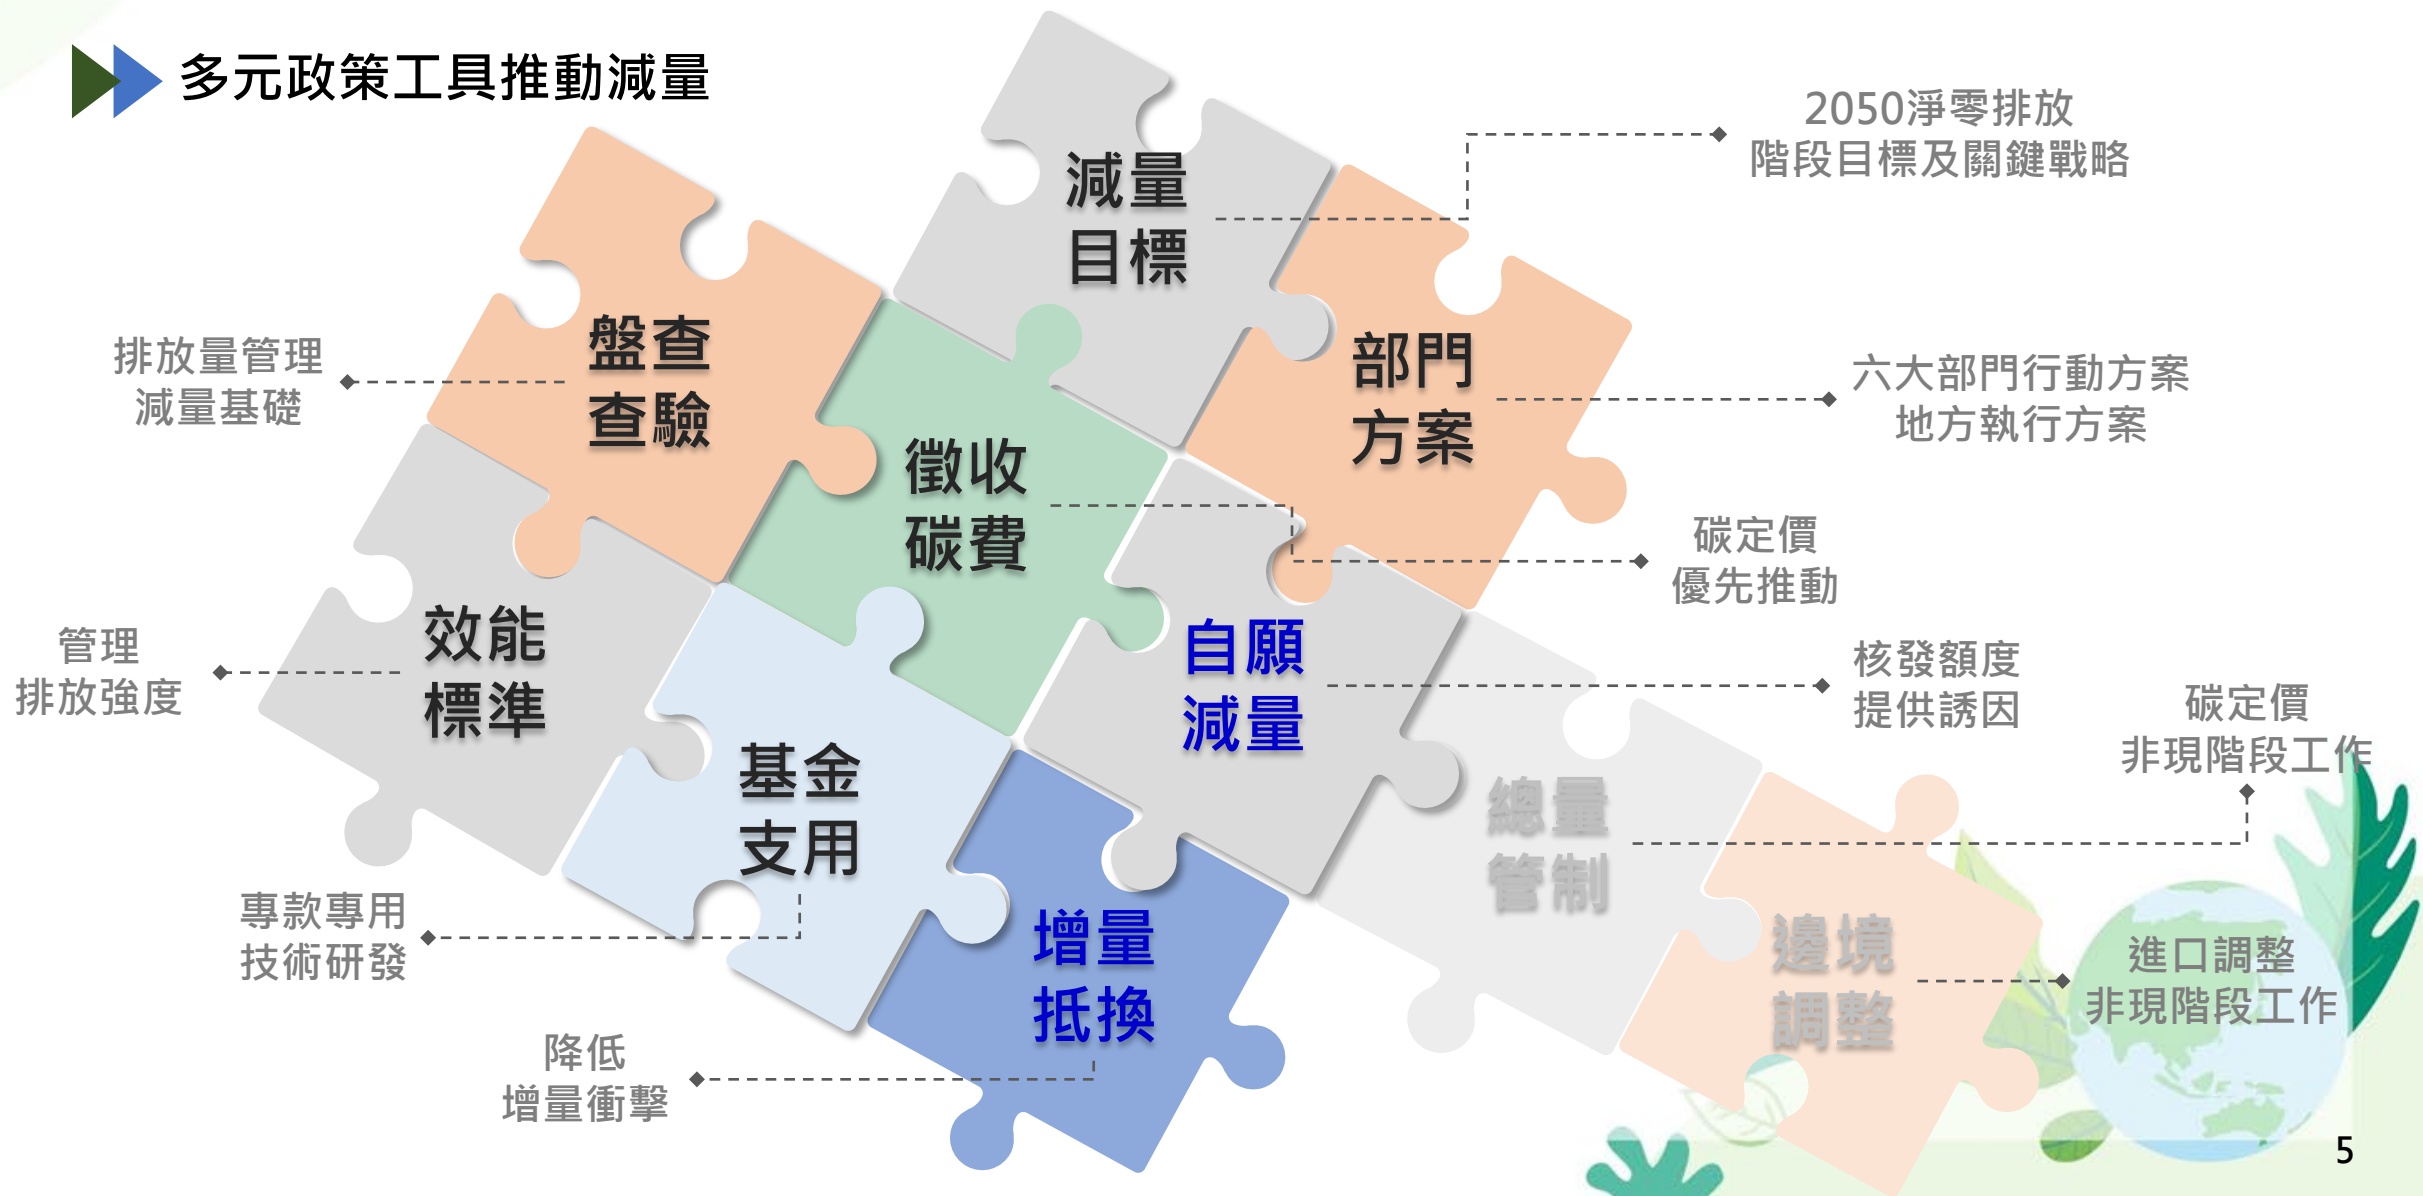 多元政策工具推動減量
減量
目標
2050淨零排放
階段目標及關鍵戰略
盤查
查驗
排放量管理
減量基礎
部門
方案
六大部門行動方案
地方執行方案
徵收
碳費
碳定價
優先推動
效能
標準
管理
排放強度
自願
減量
核發額度
提供誘因
基金
支用
專款專用
技術研發
總量
管制
碳定價
非現階段工作
增量
抵換
降低
增量衝擊
邊境
調整
進口調整
非現階段工作
5